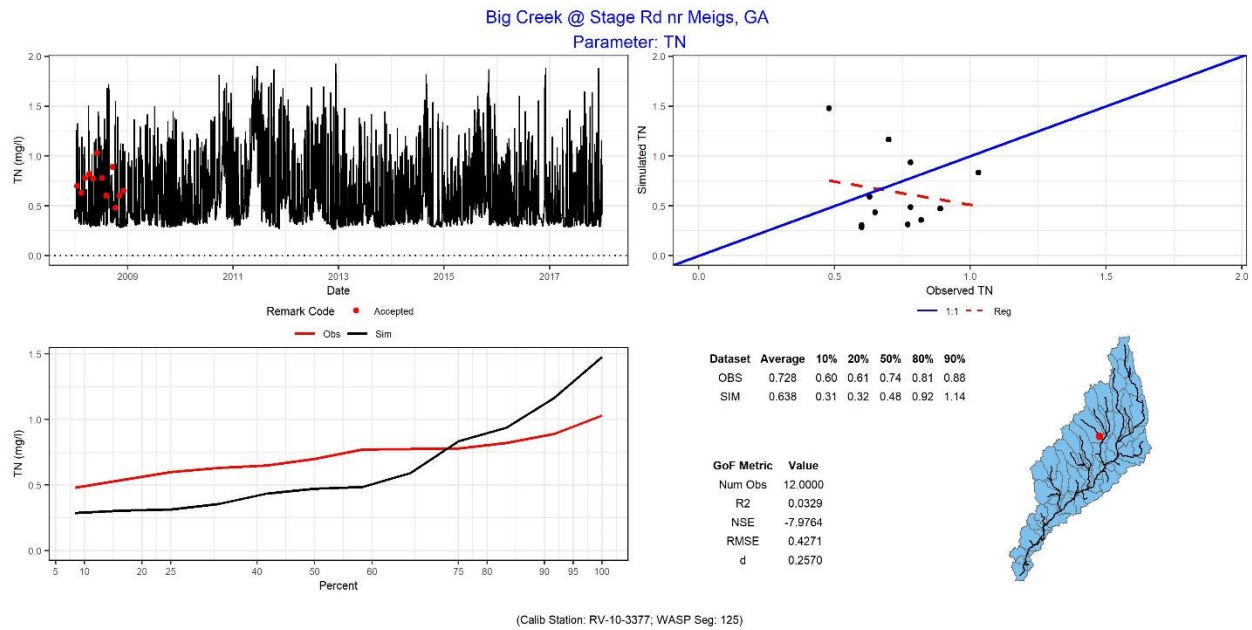 Big Creek @ Stage Rd nr Meigs, GA
Parameter: TN
2.0
1.5
1.0
0.5
0.0
TN (mg/l)
2009 2011 2013 2015 2017
Date
Remark Code Accepted
2.0
1.5
1.0
0.5
0.0
Simulated TN
0.0 0.5 1.0 1.5 2.0
Observed TN
1:1 Reg
Obs Sim
1.5
1.0
0.5
0.0
TN (mg/l)
5 10 20 25 40 50 60 75 80 90 95 100
Percent
Dataset Average 10% 20% 50% 80% 90%
OBS 0.728 0.60 0.61 0.74 0.81 0.88
SIM 0.638 0.31 0.32 0.48 0.92 1.14
GoF Metric Value
Num Obs 12.0000
R2 0.0329
NSE -7.9764
RMSE 0.4271
d 0.2570
(Calib Station: RV-10-3377; WASP Seg: 125)